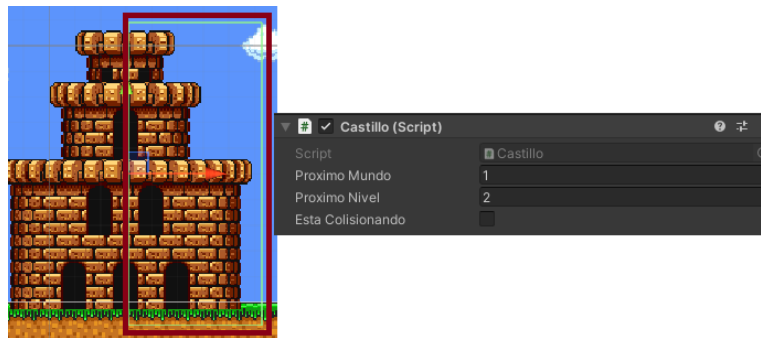 # Castillo (Script)
Script Castillo
Proximo Mundo 1
Proximo Nivel 2
Esta Colisionando